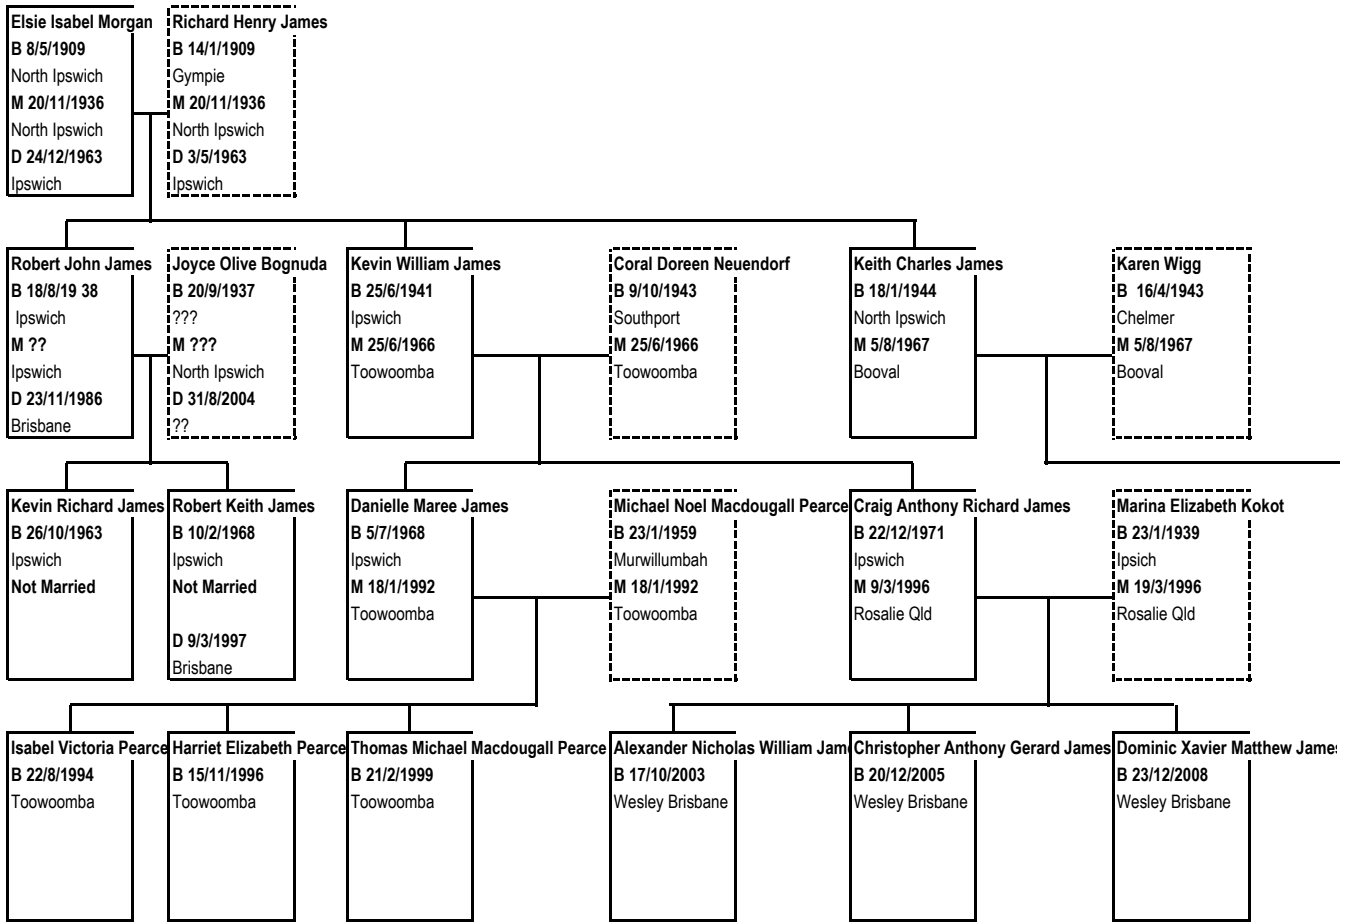 Elsie Isabel Morgan
B 8/5/1909
North Ipswich
M 20/11/1936
North Ipswich
D 24/12/1963
Ipswich
Richard Henry James
B 14/1/1909
Gympie
M 20/11/1936
North Ipswich
D 3/5/1963
Ipswich
Robert John James
B 18/8/19 38
Ipswich
M ??
Ipswich
D 23/11/1986
Brisbane
Joyce Olive Bognuda
B 20/9/1937
???
M ???
North Ipswich
D 31/8/2004
??
Kevin William James
B 25/6/1941
Ipswich
M 25/6/1966
Toowoomba
Coral Doreen Neuendorf
B 9/10/1943
Southport
M 25/6/1966
Toowoomba
Keith Charles James
B 18/1/1944
North Ipswich
M 5/8/1967
Booval
Karen Wigg
B 16/4/1943
Chelmer
M 5/8/1967
Booval
Kevin Richard James
B 26/10/1963
Ipswich
Not Married
Robert Keith James
B 10/2/1968
Ipswich
Not Married
D 9/3/1997
Brisbane
Danielle Maree James
B 5/7/1968
Ipswich
M 18/1/1992
Toowoomba
Michael Noel Macdougall Pearce
B 23/1/1959
Murwillumbah
M 18/1/1992
Toowoomba
Craig Anthony Richard James
B 22/12/1971
Ipswich
M 9/3/1996
Rosalie Qld
Marina Elizabeth Kokot
B 23/1/1939
Ipsich
M 19/3/1996
Rosalie Qld
Isabel Victoria Pearce
B 22/8/1994
Toowoomba
Harriet Elizabeth Pearce
B 15/11/1996
Toowoomba
Thomas Michael Macdougall Pearce
B 21/2/1999
Toowoomba
Alexander Nicholas William Jam
B 17/10/2003
Wesley Brisbane
Christopher Anthony Gerard James
B 20/12/2005
Wesley Brisbane
Dominic Xavier Matthew James
B 23/12/2008
Wesley Brisbane